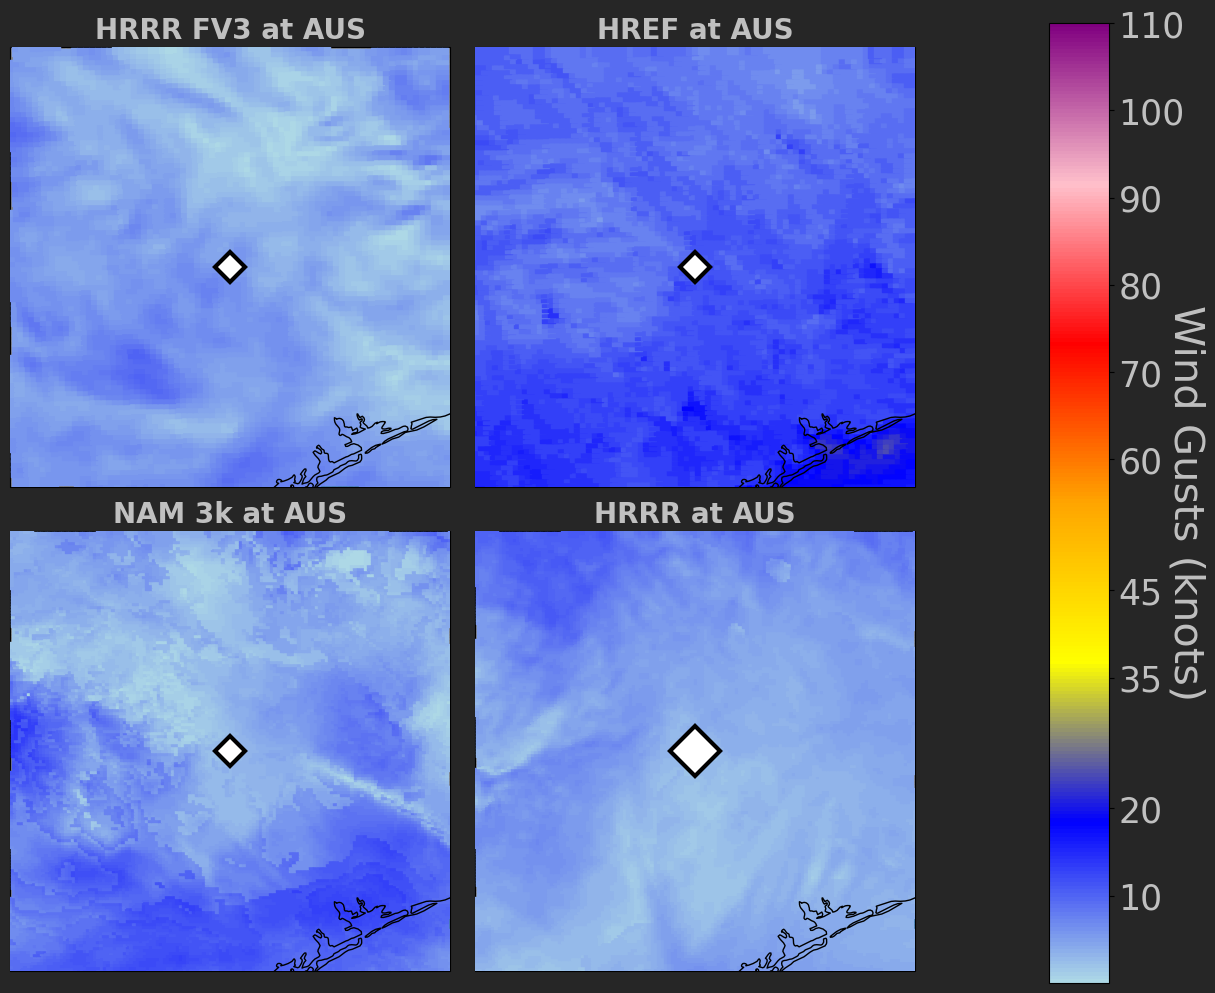 HRRR FV3 at AUS
HREF at AUS
NAM 3k at AUS
HRRR at AUS
110
100
90
80
70
60
45
35
20
10
Wind Gusts (knots)